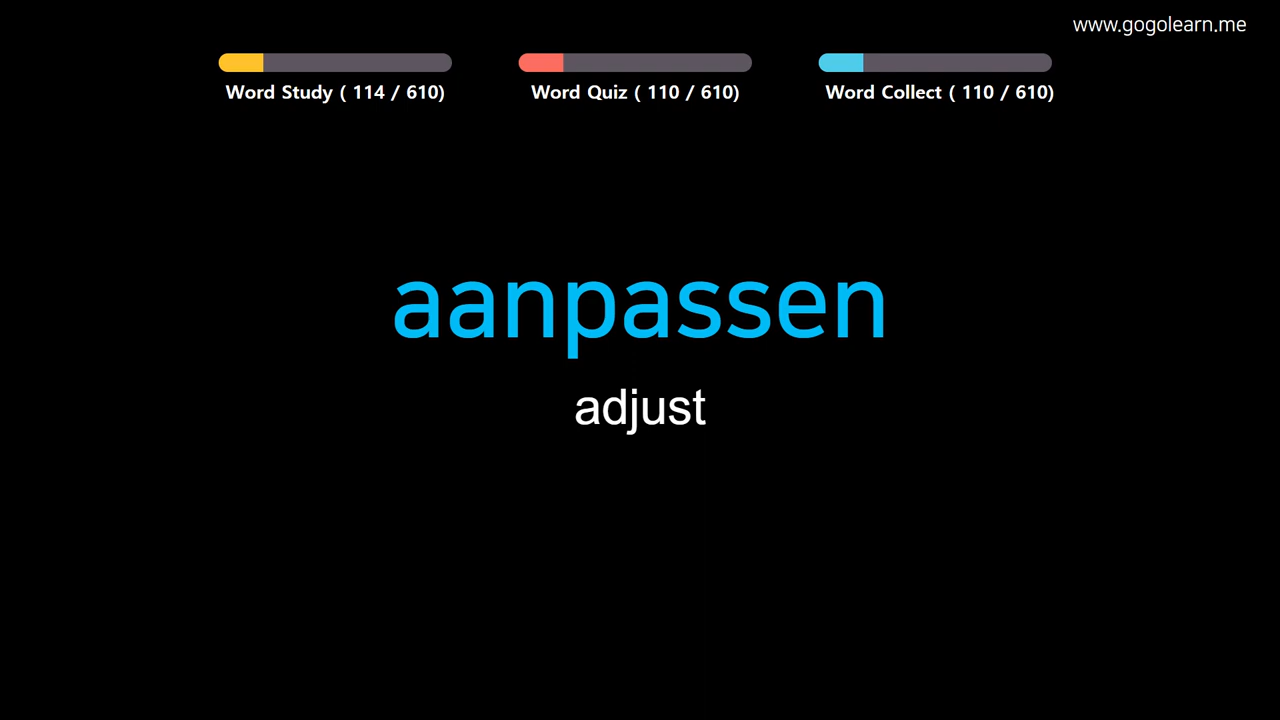 www.gogolearn.me
Word Study ( 114 / 610)
Word Quiz ( 110 / 610)
Word Collect ( 110 / 610)
aanpassen
adjust